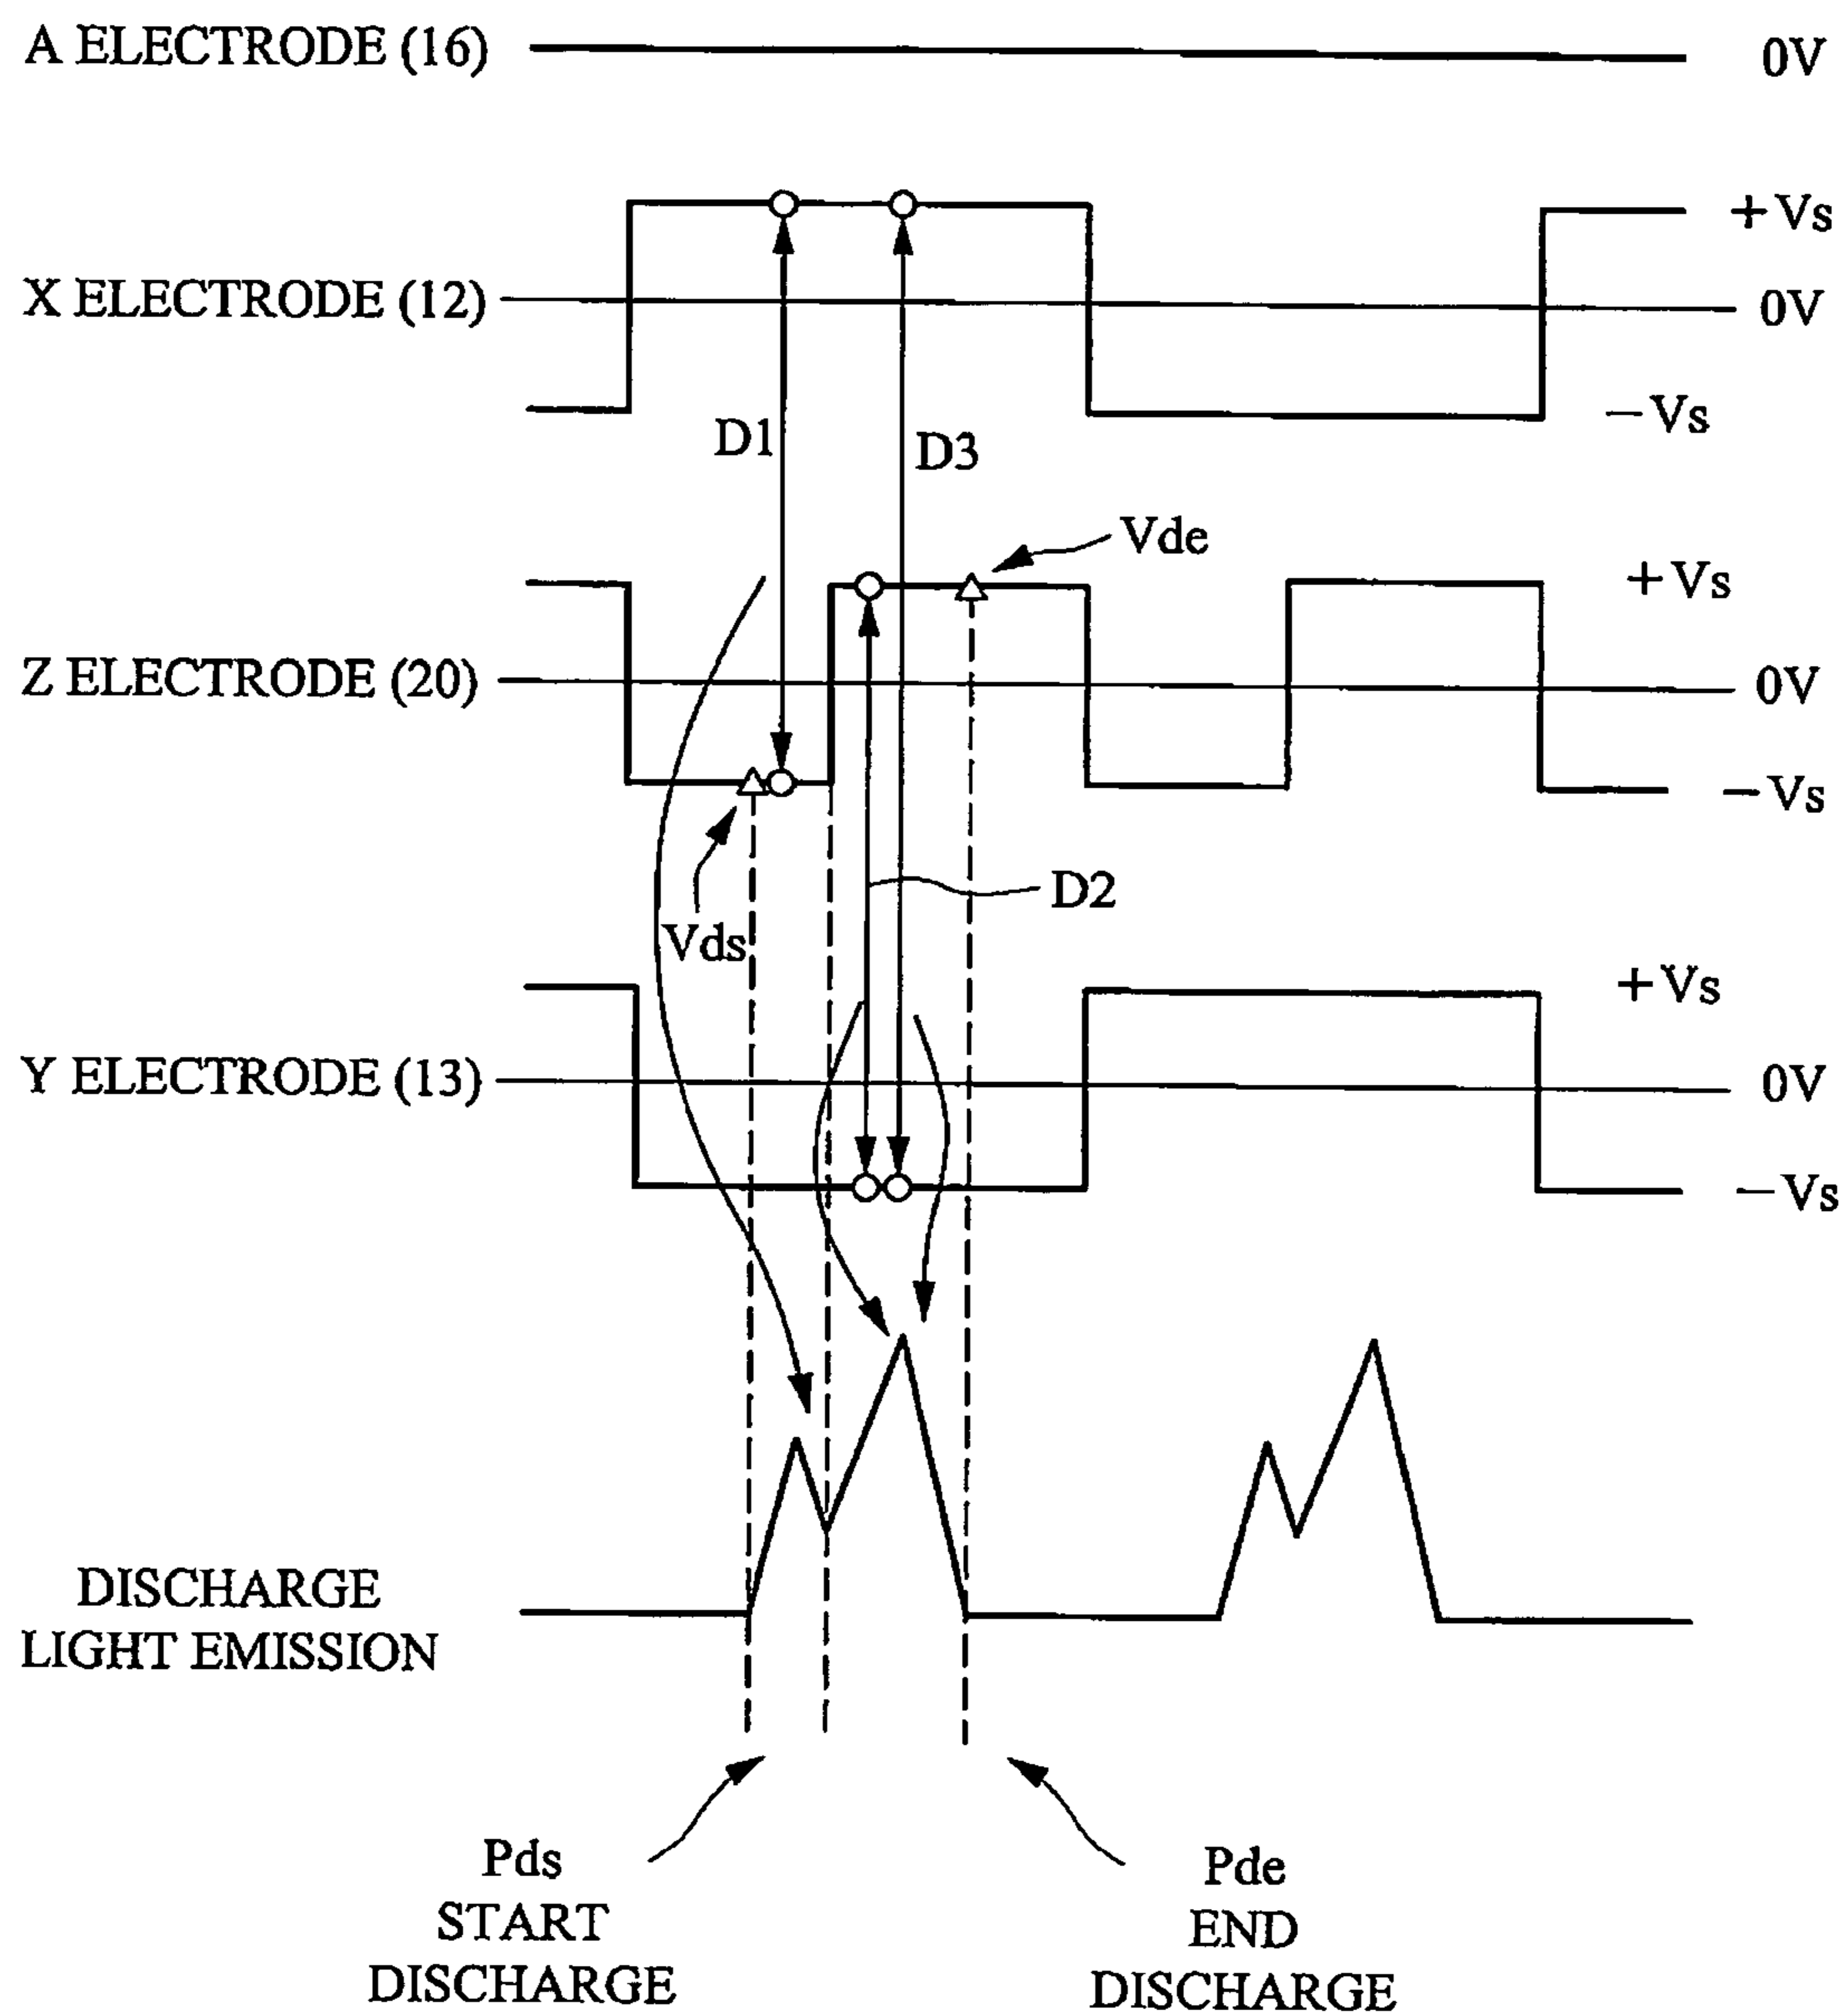 A ELECTRODE (16) 0V
+Vs
X ELECTRODE (12) 0V
D1 D3 −Vs
Vde
+Vs
Z ELECTRODE (20) 0V
−Vs
D2
Vds
+Vs
Y ELECTRODE (13) 0V
−Vs
DISCHARGE
LIGHT EMISSION
Pds
START
DISCHARGE
Pde
END
DISCHARGE